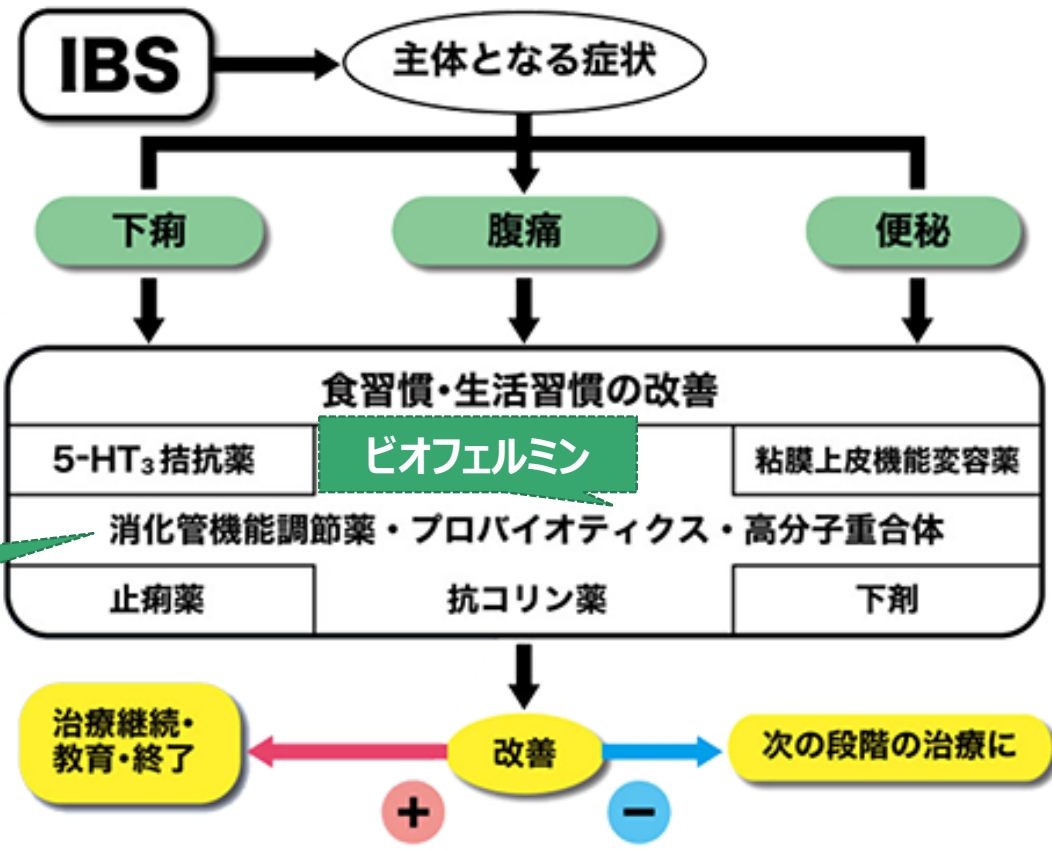 IBS
主体となる症状
下痢
腹痛
便秘
食習慣・生活習慣の改善
5-HT₃拮抗薬
ビオフェルミン
粘膜上皮機能変容薬
消化管機能調節薬・プロバイオティクス・高分子重合体
止痢薬
抗コリン薬
下剤
治療継続・
教育・終了
改善
次の段階の治療に
+
−